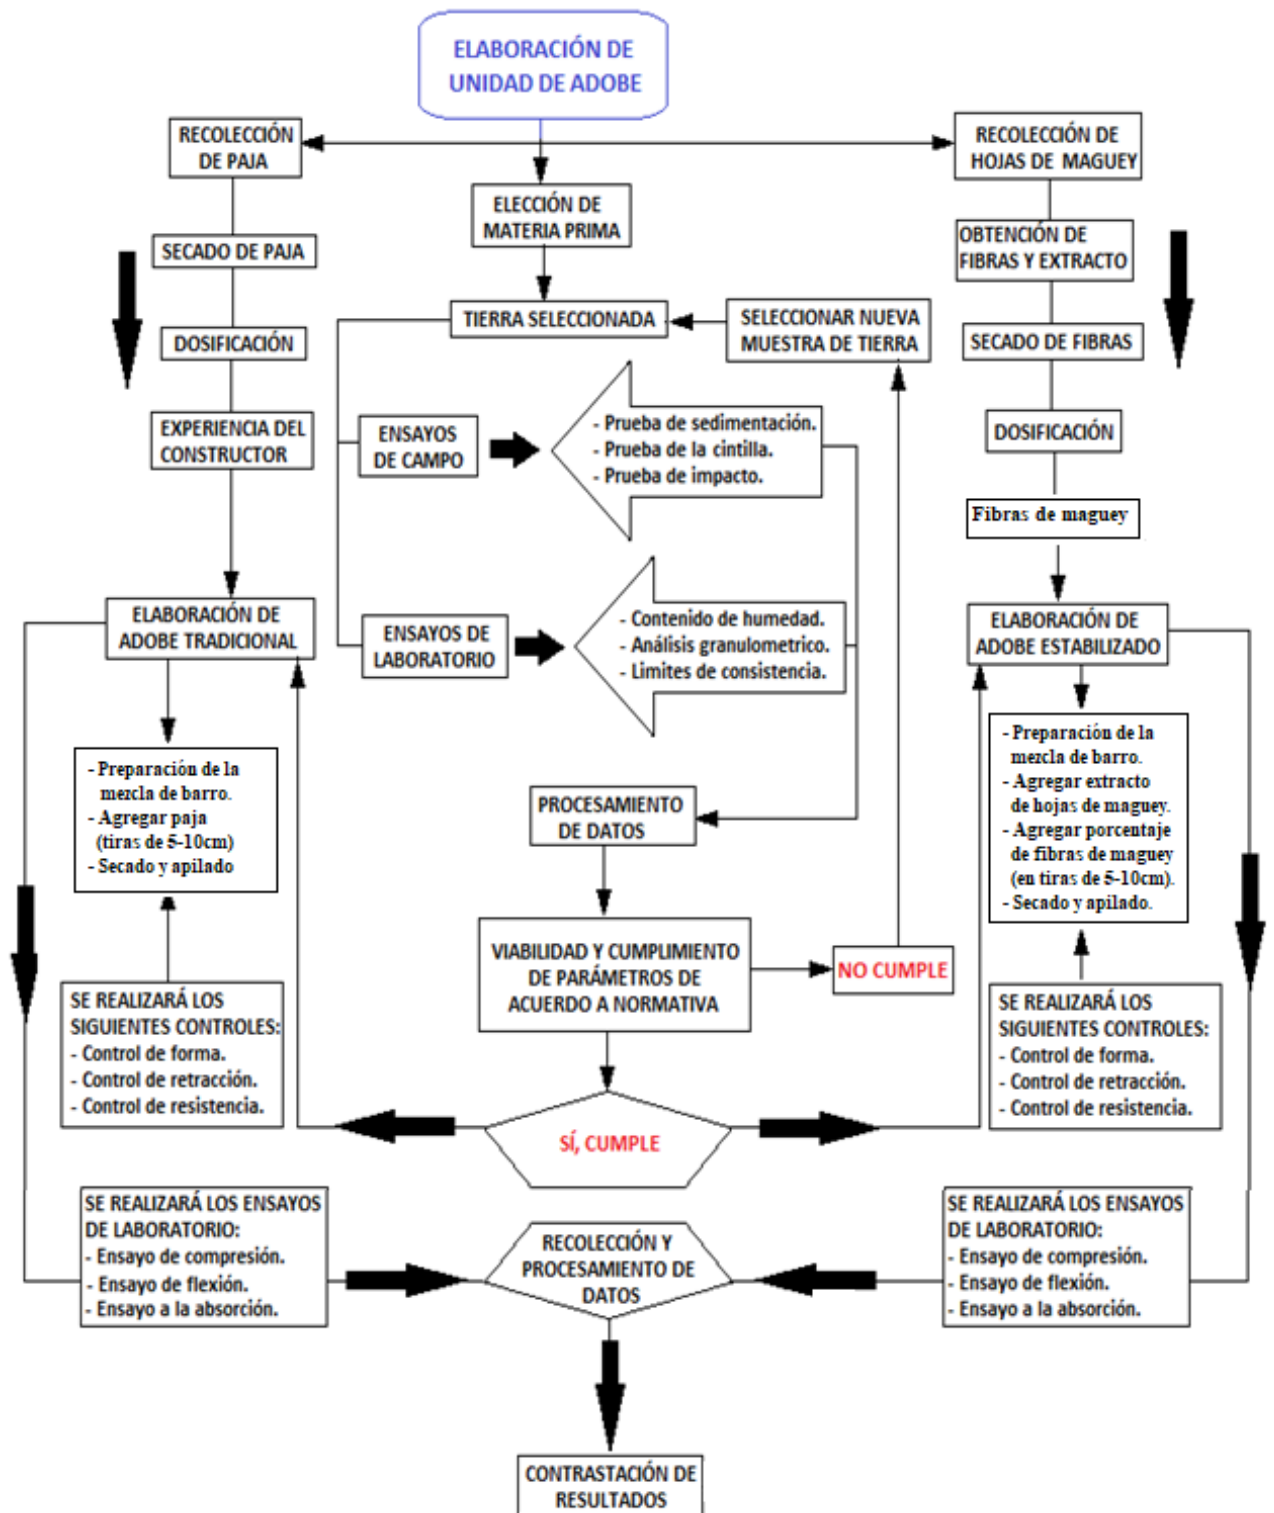 ELABORACIÓN DE
UNIDAD DE ADOBE
RECOLECCIÓN
DE PAJA
RECOLECCIÓN DE
HOJAS DE MAGUEY
ELECCIÓN DE
MATERIA PRIMA
SECADO DE PAJA
OBTENCIÓN DE
FIBRAS Y EXTRACTO
TIERRA SELECCIONADA
SELECCIONAR NUEVA
MUESTRA DE TIERRA
DOSIFICACIÓN
SECADO DE FIBRAS
EXPERIENCIA DEL
CONSTRUCTOR
ENSAYOS
DE CAMPO
- Prueba de sedimentación.
- Prueba de la cintilla.
- Prueba de impacto.
DOSIFICACIÓN
Fibras de maguey
ELABORACIÓN DE
ADOBE TRADICIONAL
ENSAYOS DE
LABORATORIO
- Contenido de humedad.
- Análisis granulometrico.
- Limites de consistencia.
ELABORACIÓN DE
ADOBE ESTABILIZADO
- Preparación de la
mezcla de barro.
- Agregar paja
(tiras de 5-10cm)
- Secado y apilado
PROCESAMIENTO
DE DATOS
- Preparación de la
mezcla de barro.
- Agregar extracto
de hojas de maguey.
- Agregar porcentaje
de fibras de maguey
(en tiras de 5-10cm).
- Secado y apilado.
VIABILIDAD Y CUMPLIMIENTO
DE PARÁMETROS DE
ACUERDO A NORMATIVA
NO CUMPLE
SE REALIZARÁ LOS
SIGUIENTES CONTROLES:
- Control de forma.
- Control de retracción.
- Control de resistencia.
SE REALIZARÁ LOS
SIGUIENTES CONTROLES:
- Control de forma.
- Control de retracción.
- Control de resistencia.
SÍ, CUMPLE
SE REALIZARÁ LOS ENSAYOS
DE LABORATORIO:
- Ensayo de compresión.
- Ensayo de flexión.
- Ensayo a la absorción.
RECOLECCIÓN Y
PROCESAMIENTO DE
DATOS
SE REALIZARÁ LOS ENSAYOS
DE LABORATORIO:
- Ensayo de compresión.
- Ensayo de flexión.
- Ensayo a la absorción.
CONTRASTACIÓN DE
RESULTADOS